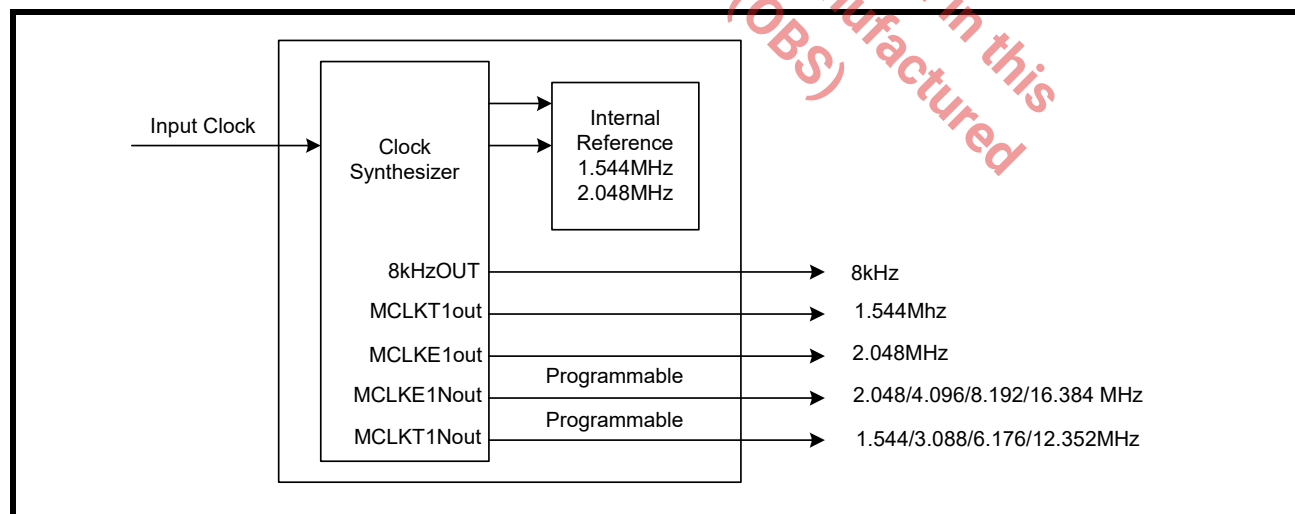 in this
nufactured
(OBS)
Input Clock
Clock
Synthesizer
Internal
Reference
1.544MHz
2.048MHz
8kHzOUT
8kHz
MCLKT1out
1.544Mhz
MCLKE1out
2.048MHz
Programmable
MCLKE1Nout
2.048/4.096/8.192/16.384 MHz
Programmable
MCLKT1Nout
1.544/3.088/6.176/12.352MHz